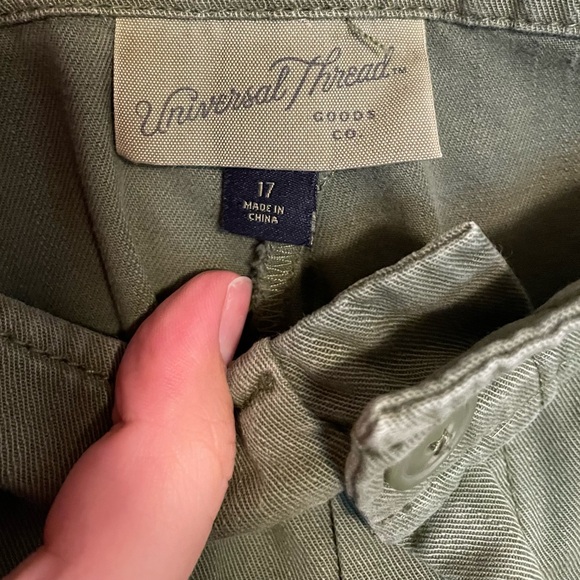 Universal Thread™
GOODS
CO.
17
MADE IN
CHINA